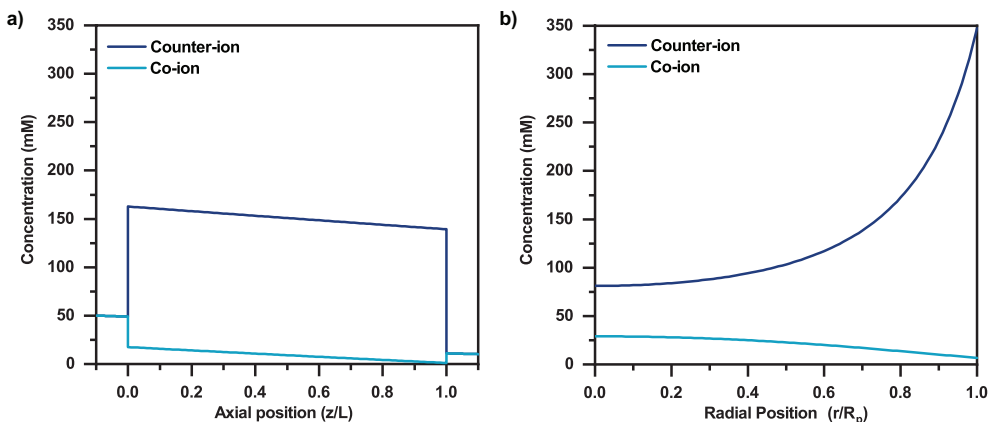 a)
Counter-ion
Co-ion
Concentration (mM)
350
300
250
200
150
100
50
0
0.0 0.2 0.4 0.6 0.8 1.0
Axial position (z/L)
b)
Counter-ion
Co-ion
Concentration (mM)
350
300
250
200
150
100
50
0
0.0 0.2 0.4 0.6 0.8 1.0
Radial Position (r/Rp)